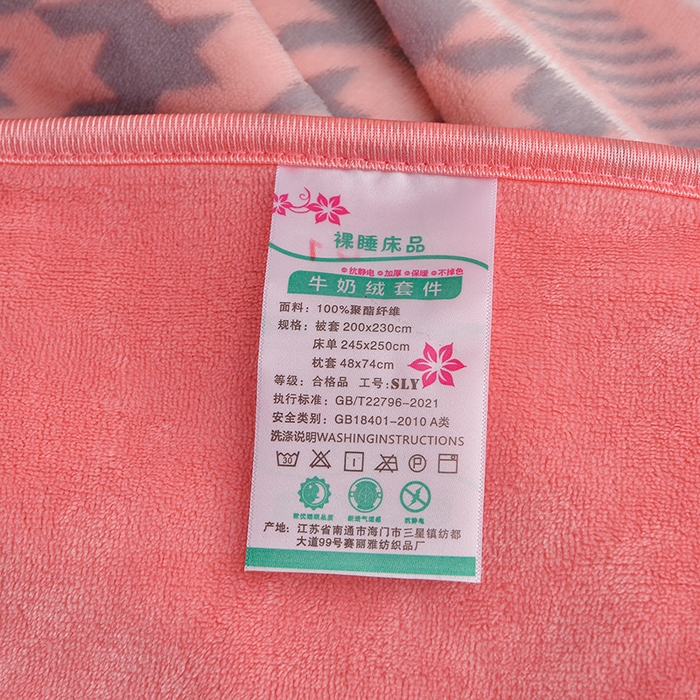 裸睡床品
抗静电 加厚 保暖 不掉色
牛奶绒套件
面料：100%聚酯纤维
规格：被套 200x230cm
床单 245x250cm
枕套 48x74cm
等级：合格品 工号：SLY
执行标准：GB/T22796-2021
安全类别：GB18401-2010 A类
洗涤说明WASHINGINSTRUCTIONS
30 P
抗静电
产地：江苏省南通市海门市三星镇纺都
大道99号赛丽雅纺织品厂